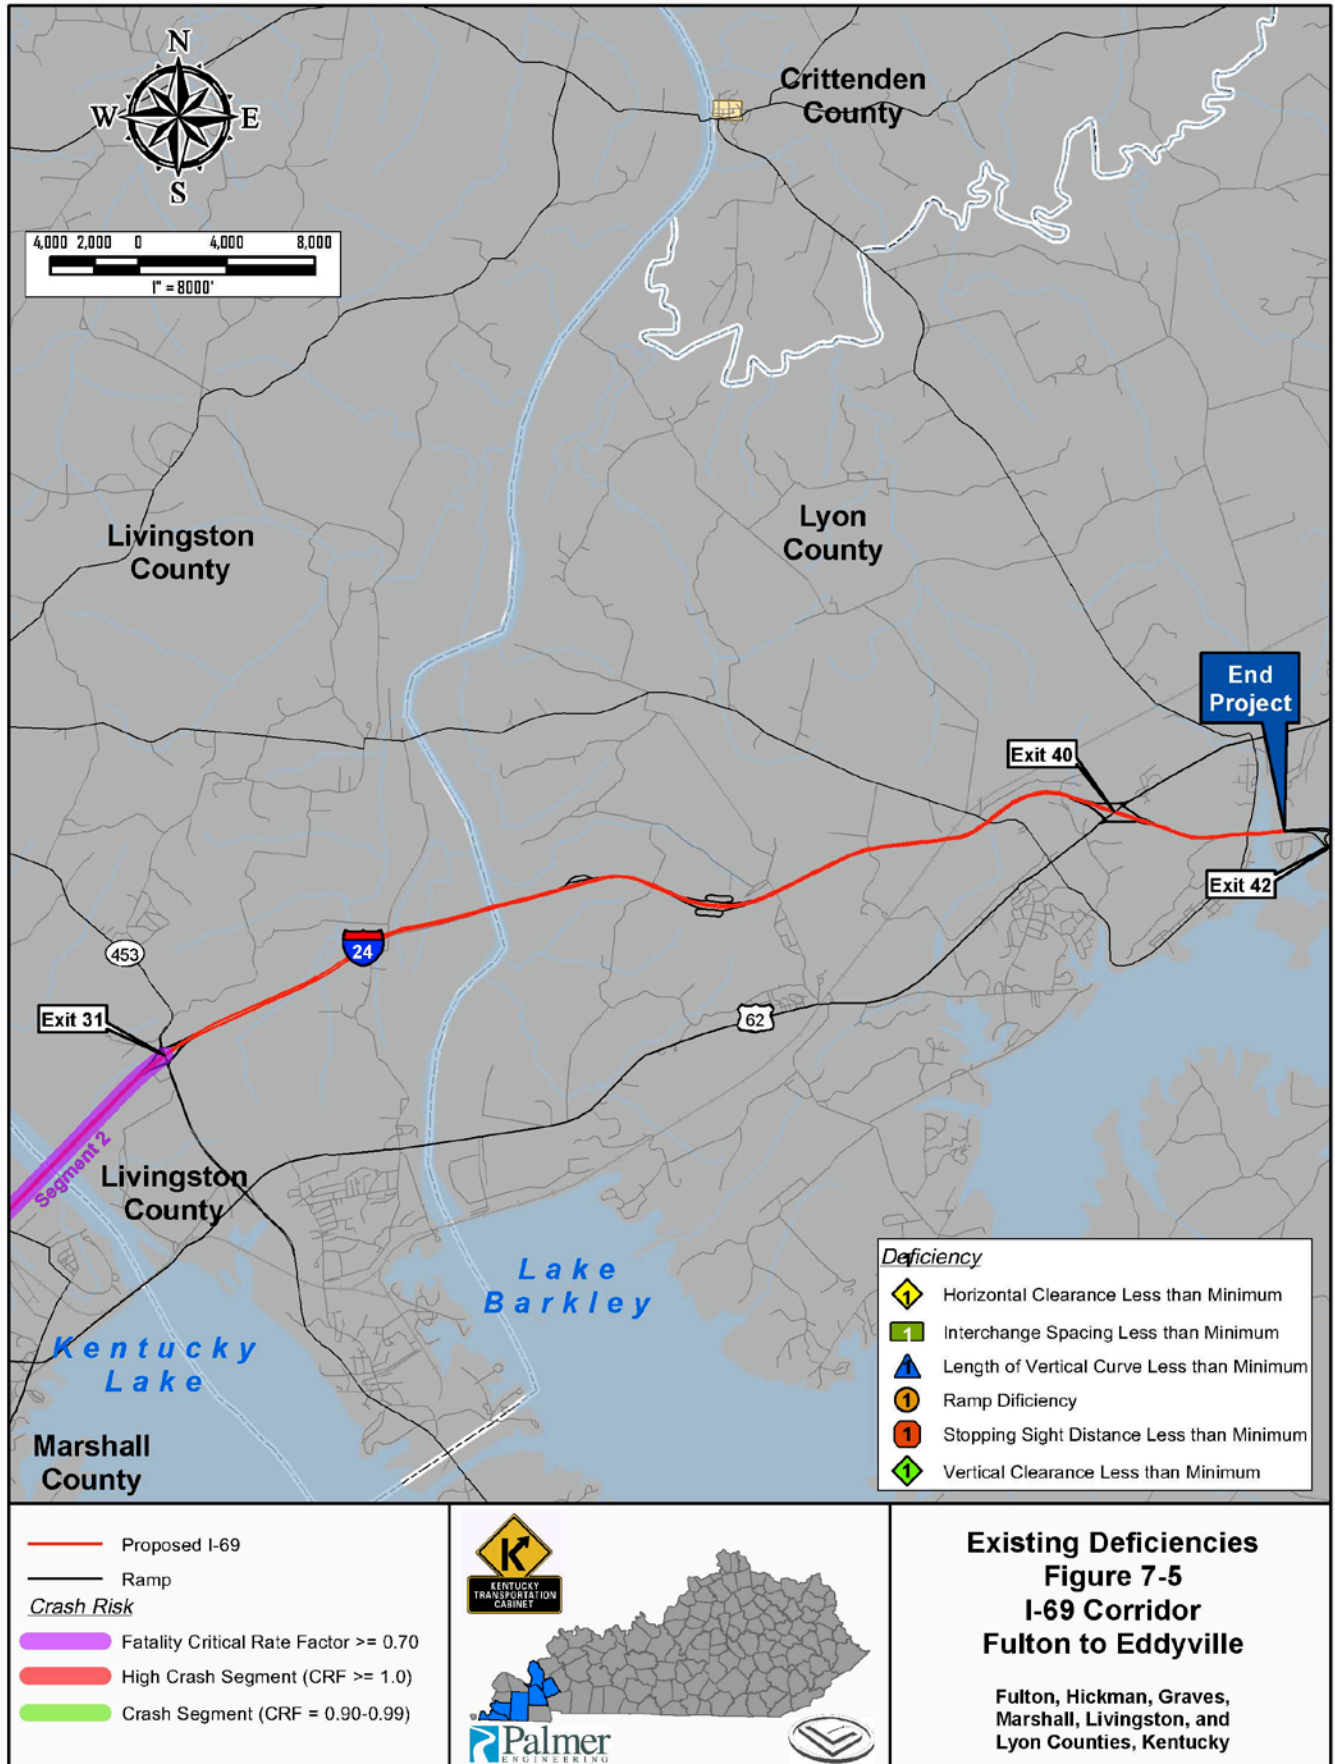 N
W
E
S
4,000 2,000 0 4,000 8,000
1" = 8000'
Crittenden
County
Livingston
County
Lyon
County
End
Project
Exit 40
Exit 42
453
24
Exit 31
62
Segment 2
Livingston
County
Lake
Barkley
Kentucky
Lake
Marshall
County
Deficiency
1 Horizontal Clearance Less than Minimum
1 Interchange Spacing Less than Minimum
1 Length of Vertical Curve Less than Minimum
1 Ramp Dificiency
1 Stopping Sight Distance Less than Minimum
1 Vertical Clearance Less than Minimum
Proposed I-69
Ramp
Crash Risk
Fatality Critical Rate Factor >= 0.70
High Crash Segment (CRF >= 1.0)
Crash Segment (CRF = 0.90-0.99)
K
KENTUCKY
TRANSPORTATION
CABINET
Palmer
ENGINEERING
Existing Deficiencies
Figure 7-5
I-69 Corridor
Fulton to Eddyville
Fulton, Hickman, Graves,
Marshall, Livingston, and
Lyon Counties, Kentucky